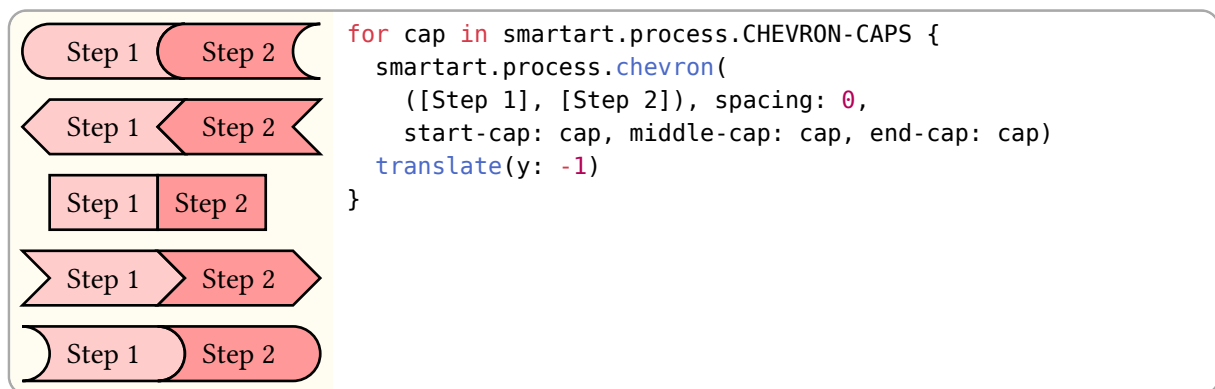 Step 1 Step 2
Step 1 Step 2
Step 1 Step 2
Step 1 Step 2
Step 1 Step 2
for cap in smartart.process.CHEVRON-CAPS {
  smartart.process.chevron(
    ([Step 1], [Step 2]), spacing: 0,
    start-cap: cap, middle-cap: cap, end-cap: cap)
  translate(y: -1)
}